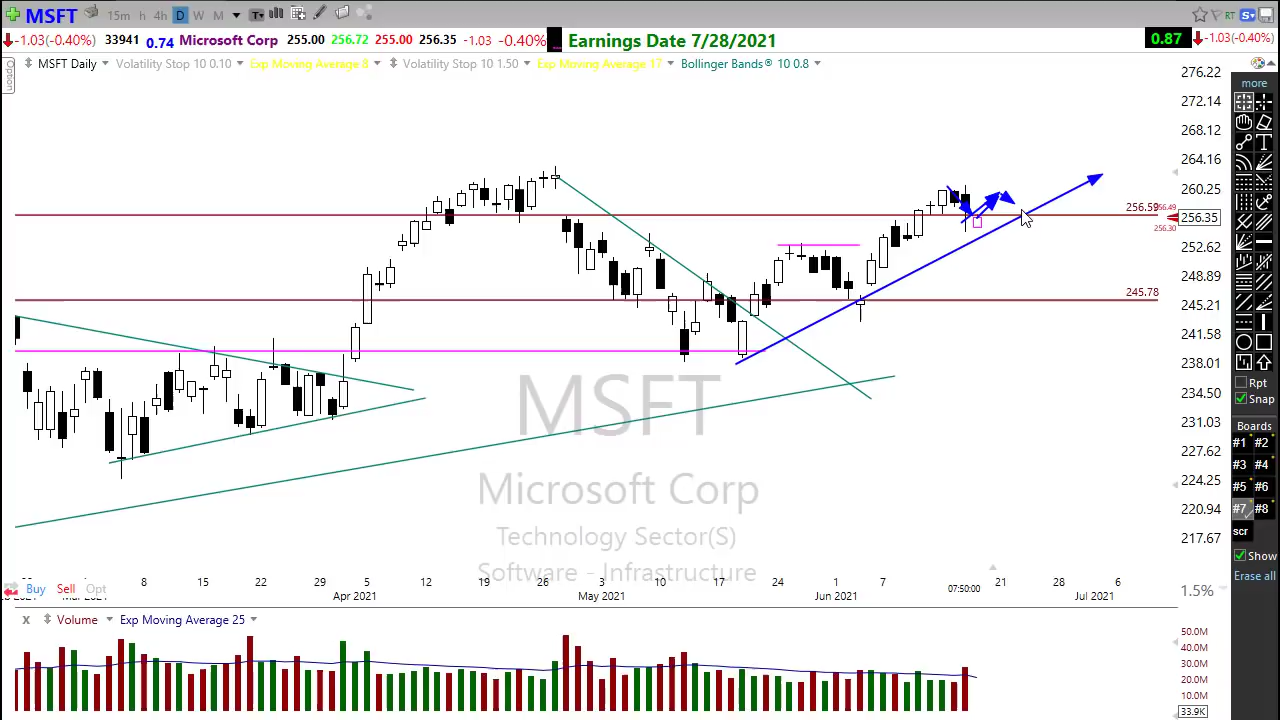 MSFT 15m h 4h D W M T RT S
-1.03(-0.40%) 33941 0.74 Microsoft Corp 255.00 256.72 255.00 256.35 -1.03 -0.40% Earnings Date 7/28/2021 0.87 -1.03(-0.40%)
Option MSFT Daily Volatility Stop 10 0.10 Exp Moving Average 8 Volatility Stop 10 1.50 Exp Moving Average 17 Bollinger Bands® 10 0.8
276.22
more
272.14
268.12
264.16
260.25
256.59
256.35
256.30
252.62
248.89
245.78
245.21
241.58
238.01
234.50
231.03
227.62
224.25
220.94
217.67
MSFT
Microsoft Corp
Technology Sector(S)
Software - Infrastructure
Rpt
Snap
Boards
#1 #2
#3 #4
#5 #6
#7 #8
scr
Show
Erase all
8 15 22 29 5 12 19 26 3 10 17 24 1 7 07:50:00 21 28 6
Buy Sell Opt
Apr 2021 May 2021 Jun 2021 Jul 2021
1.5%
x Volume Exp Moving Average 25
50.0M
40.0M
30.0M
20.0M
10.0M
33.9K